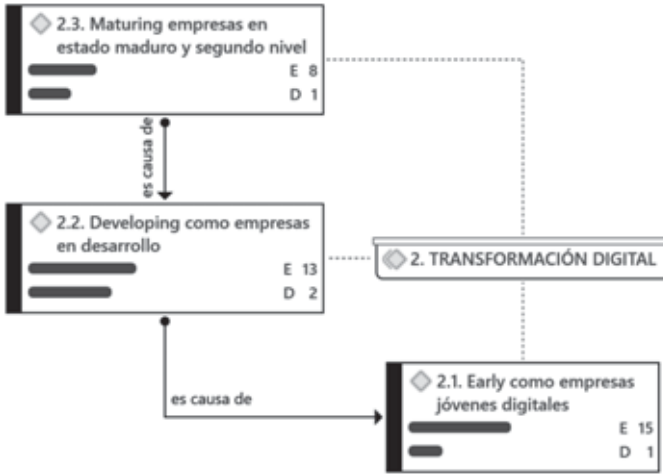 2.3. Maturing empresas en
estado maduro y segundo nivel
E 8
D 1
es causa de
2.2. Developing como empresas
en desarrollo
E 13
D 2
2. TRANSFORMACIÓN DIGITAL
es causa de
2.1. Early como empresas
jóvenes digitales
E 15
D 1